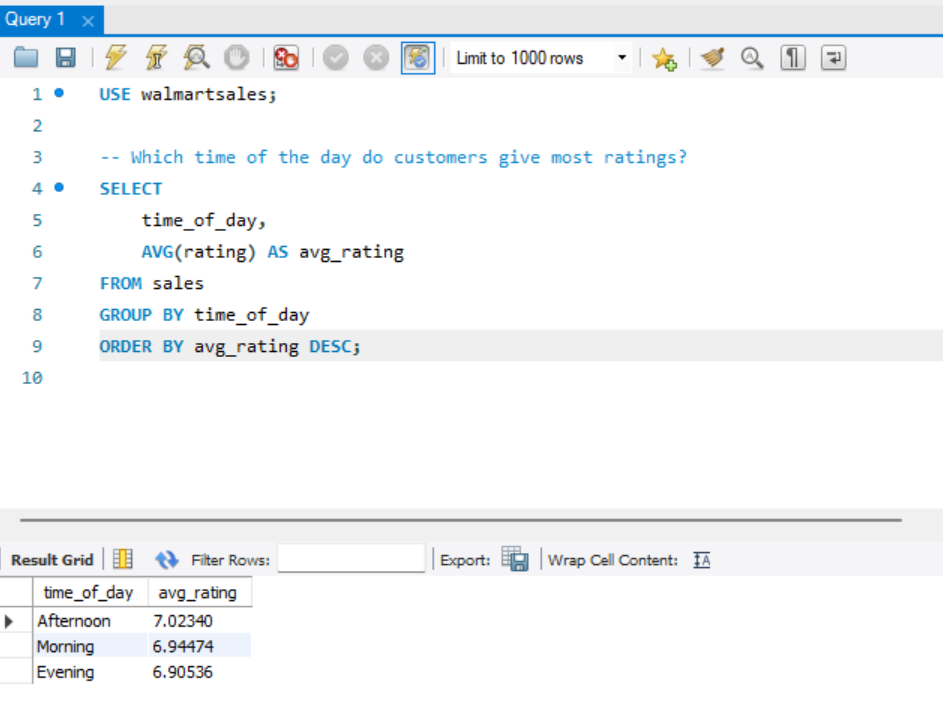 Query 1
Limit to 1000 rows
1 USE walmartsales;
2
3 -- Which time of the day do customers give most ratings?
4 SELECT
5 time_of_day,
6 AVG(rating) AS avg_rating
7 FROM sales
8 GROUP BY time_of_day
9 ORDER BY avg_rating DESC;
10
Result Grid Filter Rows: Export: Wrap Cell Content: IA
time_of_day avg_rating
Afternoon 7.02340
Morning 6.94474
Evening 6.90536